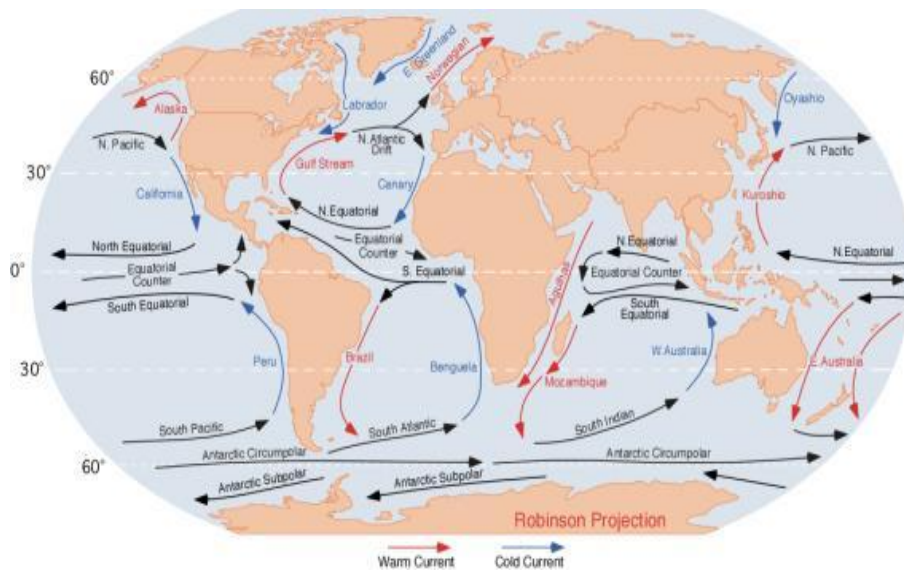 60°
E. Greenland
Norwegian
Alaska
Labrador
Oyashio
N. Pacific
N. Atlantic
Drift
N. Pacific
Gulf Stream
30°
California
Canary
Kuroshio
N. Equatorial
North Equatorial
Equatorial
Counter
N. Equatorial
N. Equatorial
Equatorial
Counter
0°
S. Equatorial
Equatorial Counter
South Equatorial
South
Equatorial
Agulhas
Peru
Brazil
Benguela
W. Australia
E. Australia
30°
Mozambique
South Pacific
South Atlantic
South Indian
Antarctic Circumpolar
Antarctic Circumpolar
60°
Antarctic Subpolar
Antarctic Subpolar
Robinson Projection
Warm Current
Cold Current